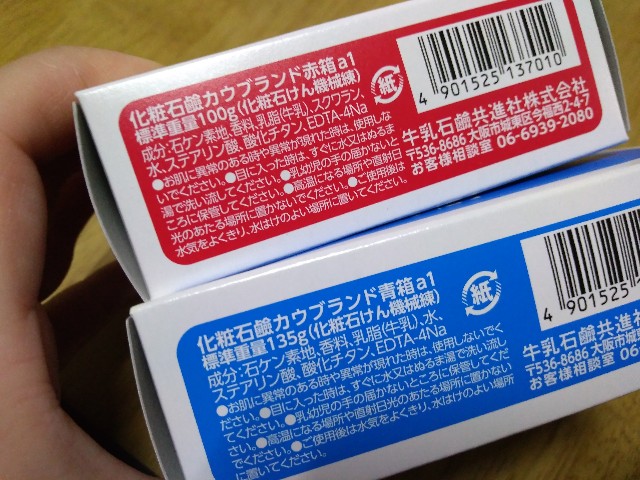 化粧石鹸カウブランド赤箱a1
標準重量100g(化粧石けん機械練)
成分:石ケン素地、香料、乳脂(牛乳)、スクワラン、
水、ステアリン酸、酸化チタン、EDTA-4Na
●お肌に異常のある時や異常が現れた時は、使用しな
いでください。●目に入った時は、すぐに水又はぬるま
湯で洗い流してください。●乳幼児の手の届かないと
ころに保管してください。●高温になる場所や直射日
光のあたる場所に置かないでください。●ご使用後は
水気をよくきり、水はけのよい場所に置いてください。
紙
4 901525 137010
牛乳石鹸共進社株式会社
〒536-8686 大阪市城東区今福西2-4-7
お客様相談室 06-6939-2080
化粧石鹸カウブランド青箱a1
標準重量135g(化粧石けん機械練)
成分:石ケン素地、香料、乳脂(牛乳)、水、
ステアリン酸、酸化チタン、EDTA-4Na
●お肌に異常のある時や異常が現れた時は、使用しないでく
ださい。●目に入った時は、すぐに水又はぬるま湯で洗い流し
てください。●乳幼児の手の届かないところに保管してくださ
い。●高温になる場所や直射日光のあたる場所に置かない
でください。●ご使用後は水気をよくきり、水はけのよい場所
に置いてください。
紙
4 901525
牛乳石鹸共進社
〒536-8686 大阪市城東区
お客様相談室 06